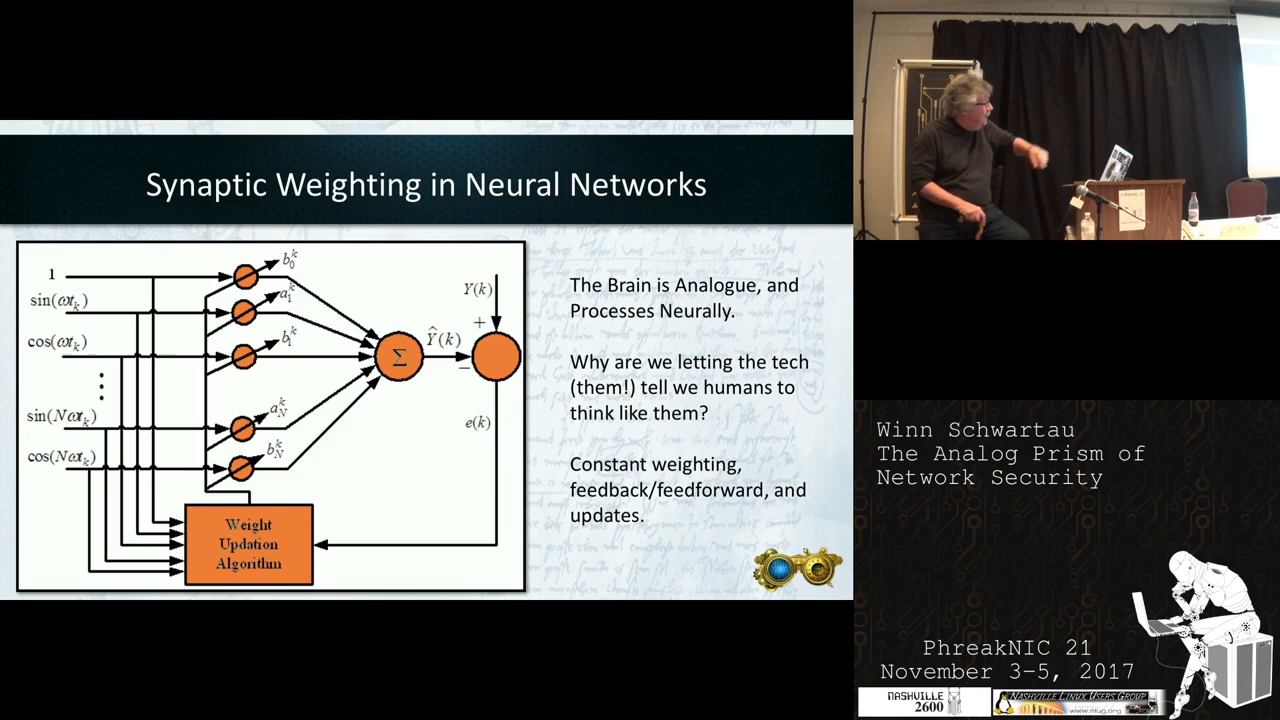 Synaptic Weighting in Neural Networks
1
sin(ωt_k)
cos(ωt_k)
sin(Nωt_k)
cos(Nωt_k)
b_0^k
a_1^k
b_1^k
a_N^k
b_N^k
Σ
Ŷ(k)
Y(k)
+
−
e(k)
Weight
Updation
Algorithm
The Brain is Analogue, and
Processes Neurally.
Why are we letting the tech
(them!) tell we humans to
think like them?
Constant weighting,
feedback/feedforward, and
updates.
Winn Schwartau
The Analog Prism of
Network Security
PhreakNIC 21
November 3-5, 2017
NASHVILLE
2600
NASHVILLE LINUX USERS GROUP
www.nlug.org